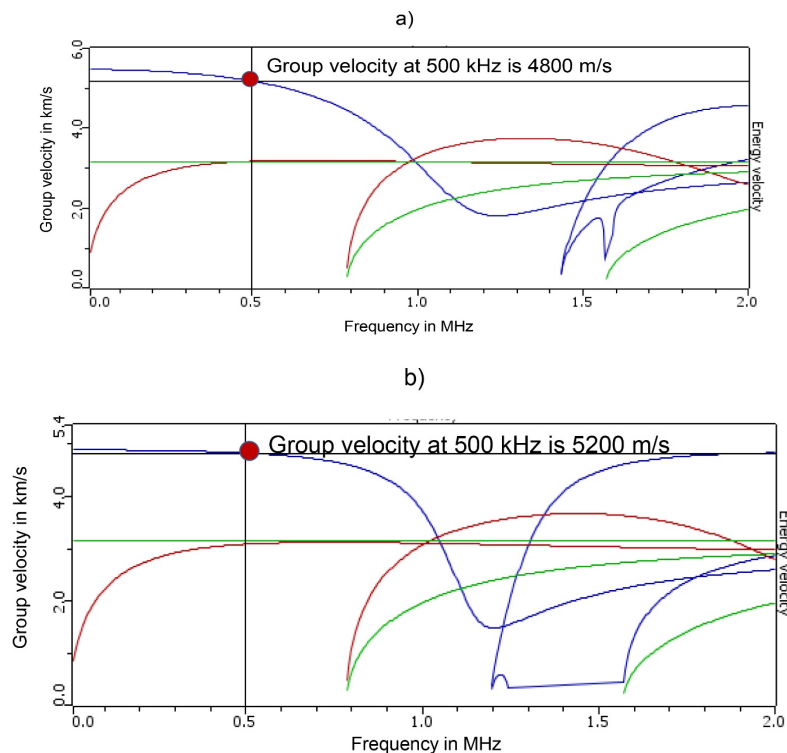 a)
6.0
Group velocity at 500 kHz is 4800 m/s
4.0
2.0
0.0
Group velocity in km/s
Energy velocity
0.0
0.5
1.0
1.5
2.0
Frequency in MHz
b)
Frequency
5.4
Group velocity at 500 kHz is 5200 m/s
4.0
2.0
0.0
Group velocity in km/s
Energy velocity
0.0
0.5
1.0
1.5
2.0
Frequency in MHz